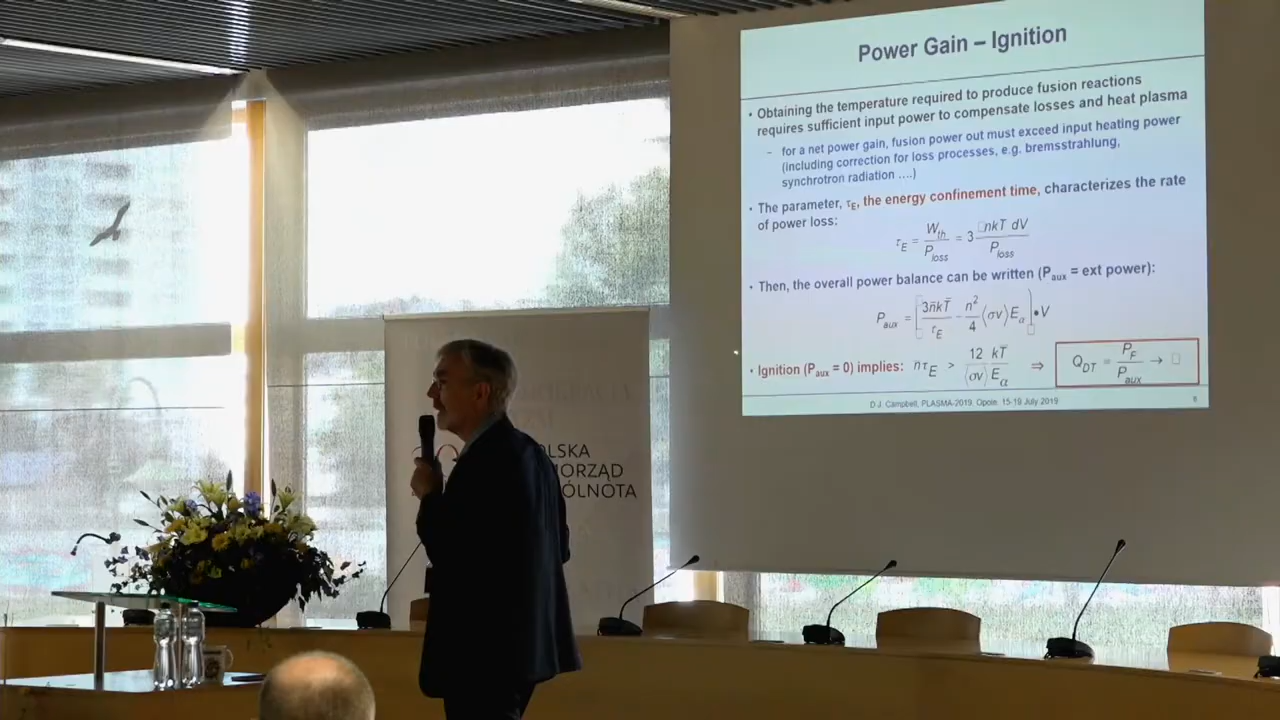 Power Gain – Ignition
• Obtaining the temperature required to produce fusion reactions
requires sufficient input power to compensate losses and heat plasma
– for a net power gain, fusion power out must exceed input heating power
(including correction for loss processes, e.g. bremsstrahlung,
synchrotron radiation ....)
• The parameter, τE, the energy confinement time, characterizes the rate
of power loss:
τE = Wth / Ploss = 3 □nkT dV / Ploss
• Then, the overall power balance can be written (Paux = ext power):
Paux = [3n̄kT̄ / τE − n² / 4 ⟨σv⟩Eα] • V
• Ignition (Paux = 0) implies: n̄τE > 12 / ⟨σv⟩ kT̄ / Eα ⇒ QDT = PF / Paux → □
D J Campbell, PLASMA-2019, Opole, 15-19 July 2019
OLSKA
ORZĄD
ÓLNOTA